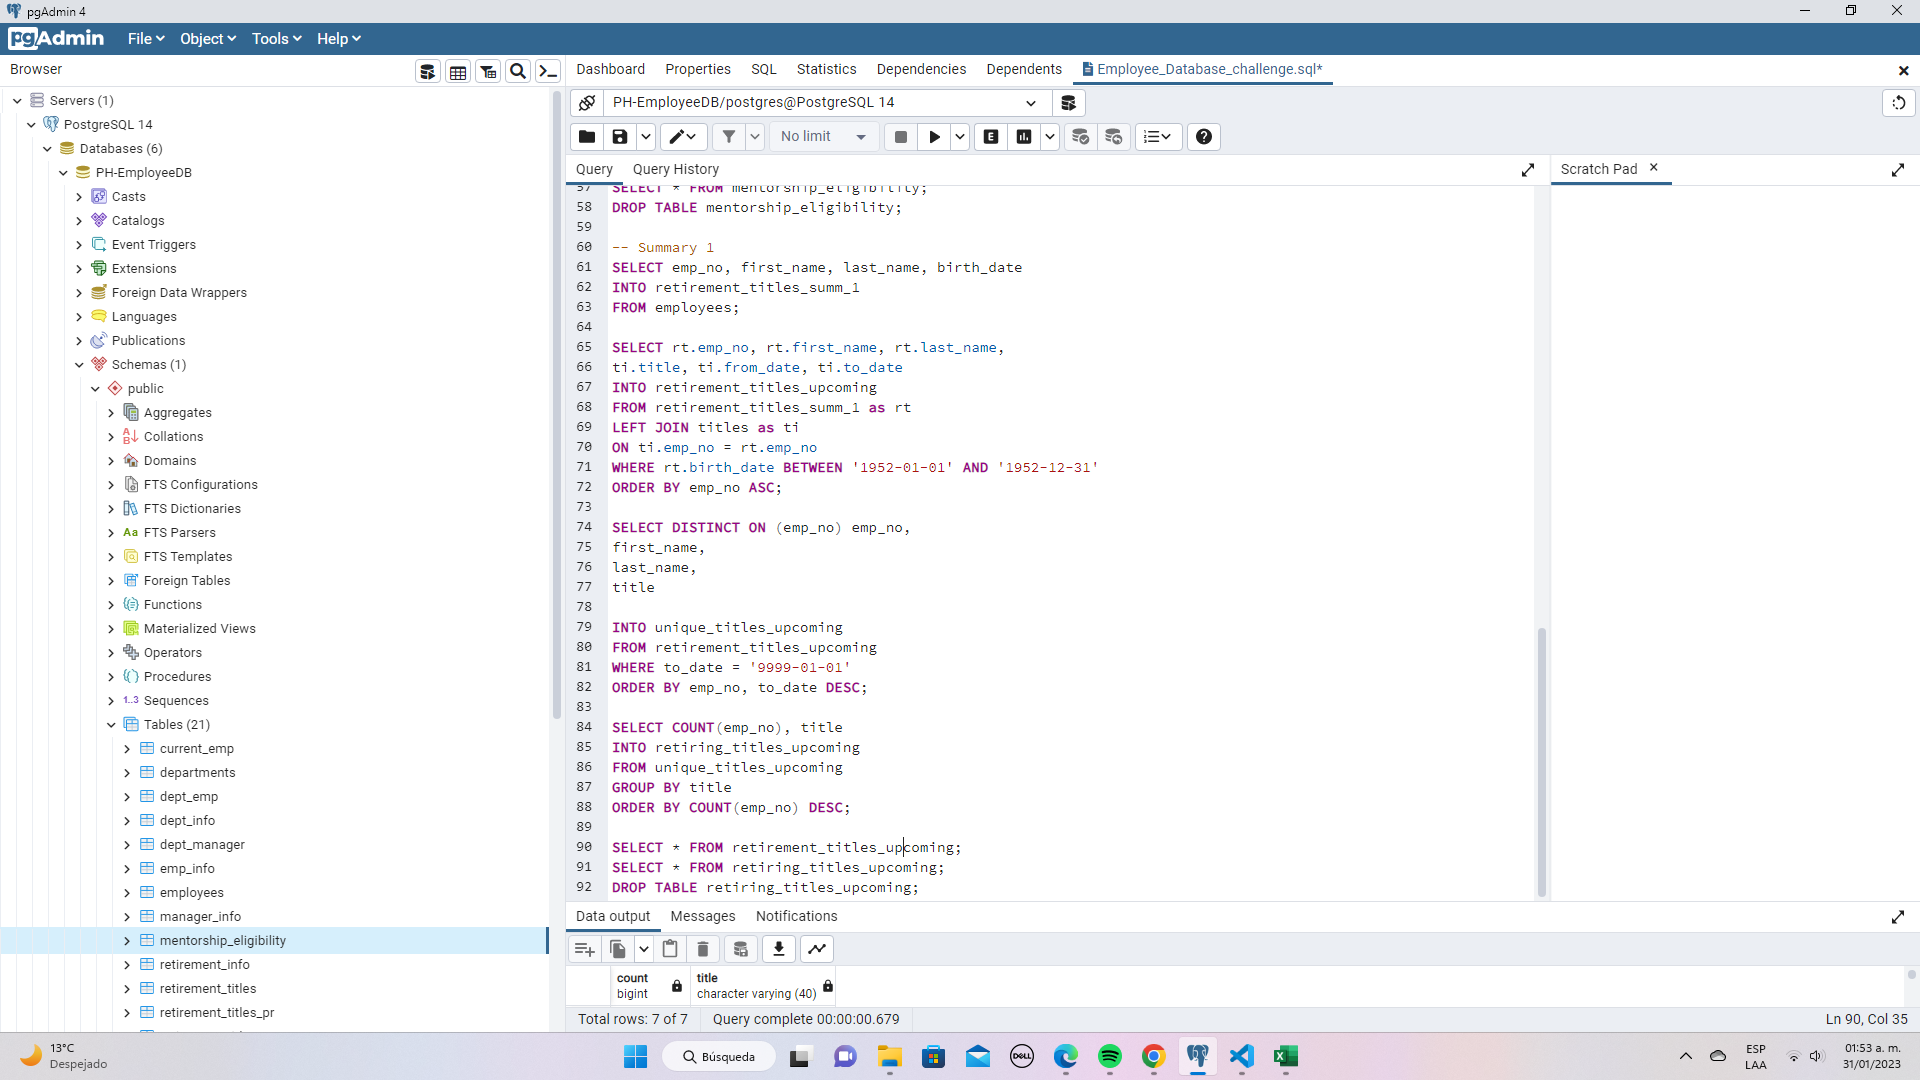 pgAdmin 4
pgAdmin File Object Tools Help
Browser
Dashboard Properties SQL Statistics Dependencies Dependents Employee_Database_challenge.sql*
PH-EmployeeDB/postgres@PostgreSQL 14
No limit
Query Query History
Scratch Pad
Servers (1)
PostgreSQL 14
Databases (6)
PH-EmployeeDB
Casts
Catalogs
Event Triggers
Extensions
Foreign Data Wrappers
Languages
Publications
Schemas (1)
public
Aggregates
Collations
Domains
FTS Configurations
FTS Dictionaries
Aa FTS Parsers
FTS Templates
Foreign Tables
Functions
Materialized Views
Operators
Procedures
1..3 Sequences
Tables (21)
current_emp
departments
dept_emp
dept_info
dept_manager
emp_info
employees
manager_info
mentorship_eligibility
retirement_info
retirement_titles
retirement_titles_pr
57 SELECT * FROM mentorship_eligibility;
58 DROP TABLE mentorship_eligibility;
59
60 -- Summary 1
61 SELECT emp_no, first_name, last_name, birth_date
62 INTO retirement_titles_summ_1
63 FROM employees;
64
65 SELECT rt.emp_no, rt.first_name, rt.last_name,
66 ti.title, ti.from_date, ti.to_date
67 INTO retirement_titles_upcoming
68 FROM retirement_titles_summ_1 as rt
69 LEFT JOIN titles as ti
70 ON ti.emp_no = rt.emp_no
71 WHERE rt.birth_date BETWEEN '1952-01-01' AND '1952-12-31'
72 ORDER BY emp_no ASC;
73
74 SELECT DISTINCT ON (emp_no) emp_no,
75 first_name,
76 last_name,
77 title
78
79 INTO unique_titles_upcoming
80 FROM retirement_titles_upcoming
81 WHERE to_date = '9999-01-01'
82 ORDER BY emp_no, to_date DESC;
83
84 SELECT COUNT(emp_no), title
85 INTO retiring_titles_upcoming
86 FROM unique_titles_upcoming
87 GROUP BY title
88 ORDER BY COUNT(emp_no) DESC;
89
90 SELECT * FROM retirement_titles_upcoming;
91 SELECT * FROM retiring_titles_upcoming;
92 DROP TABLE retiring_titles_upcoming;
Data output Messages Notifications
count title
bigint character varying (40)
Total rows: 7 of 7 Query complete 00:00:00.679 Ln 90, Col 35
13°C
Despejado
Búsqueda
DELL
ESP
LAA
01:53 a. m.
31/01/2023